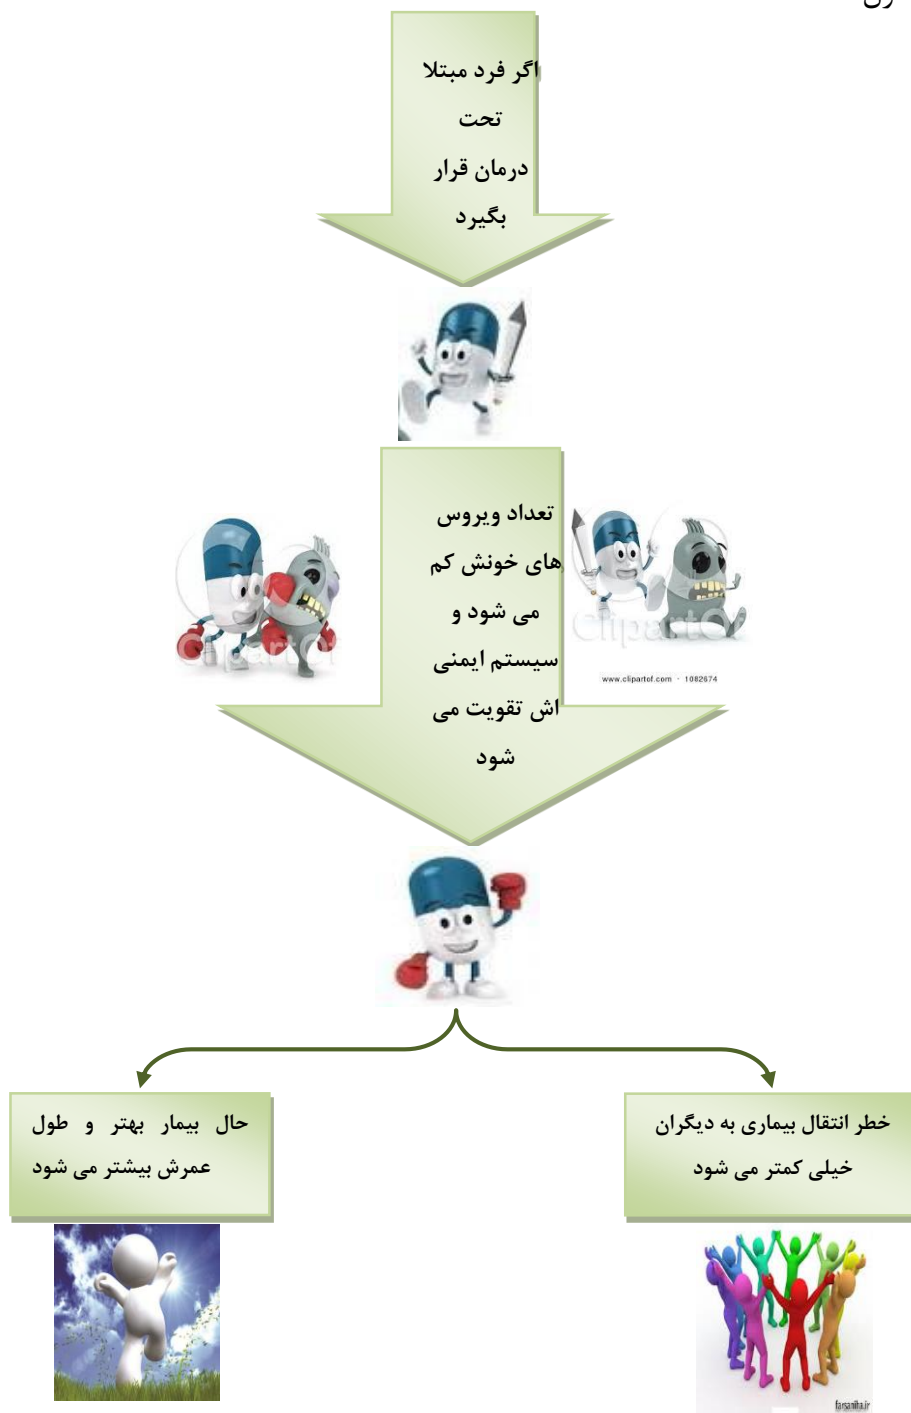 اگر فرد مبتلا
تحت
درمان قرار
بگیرد
تعداد ویروس
های خونش کم
می شود و
سیستم ایمنی
اش تقویت می
شود
www.clipartof.com · 1082674
خطر انتقال بیماری به دیگران
خیلی کمتر می شود
حال بیمار بهتر و طول
عمرش بیشتر می شود
farsaniha.ir